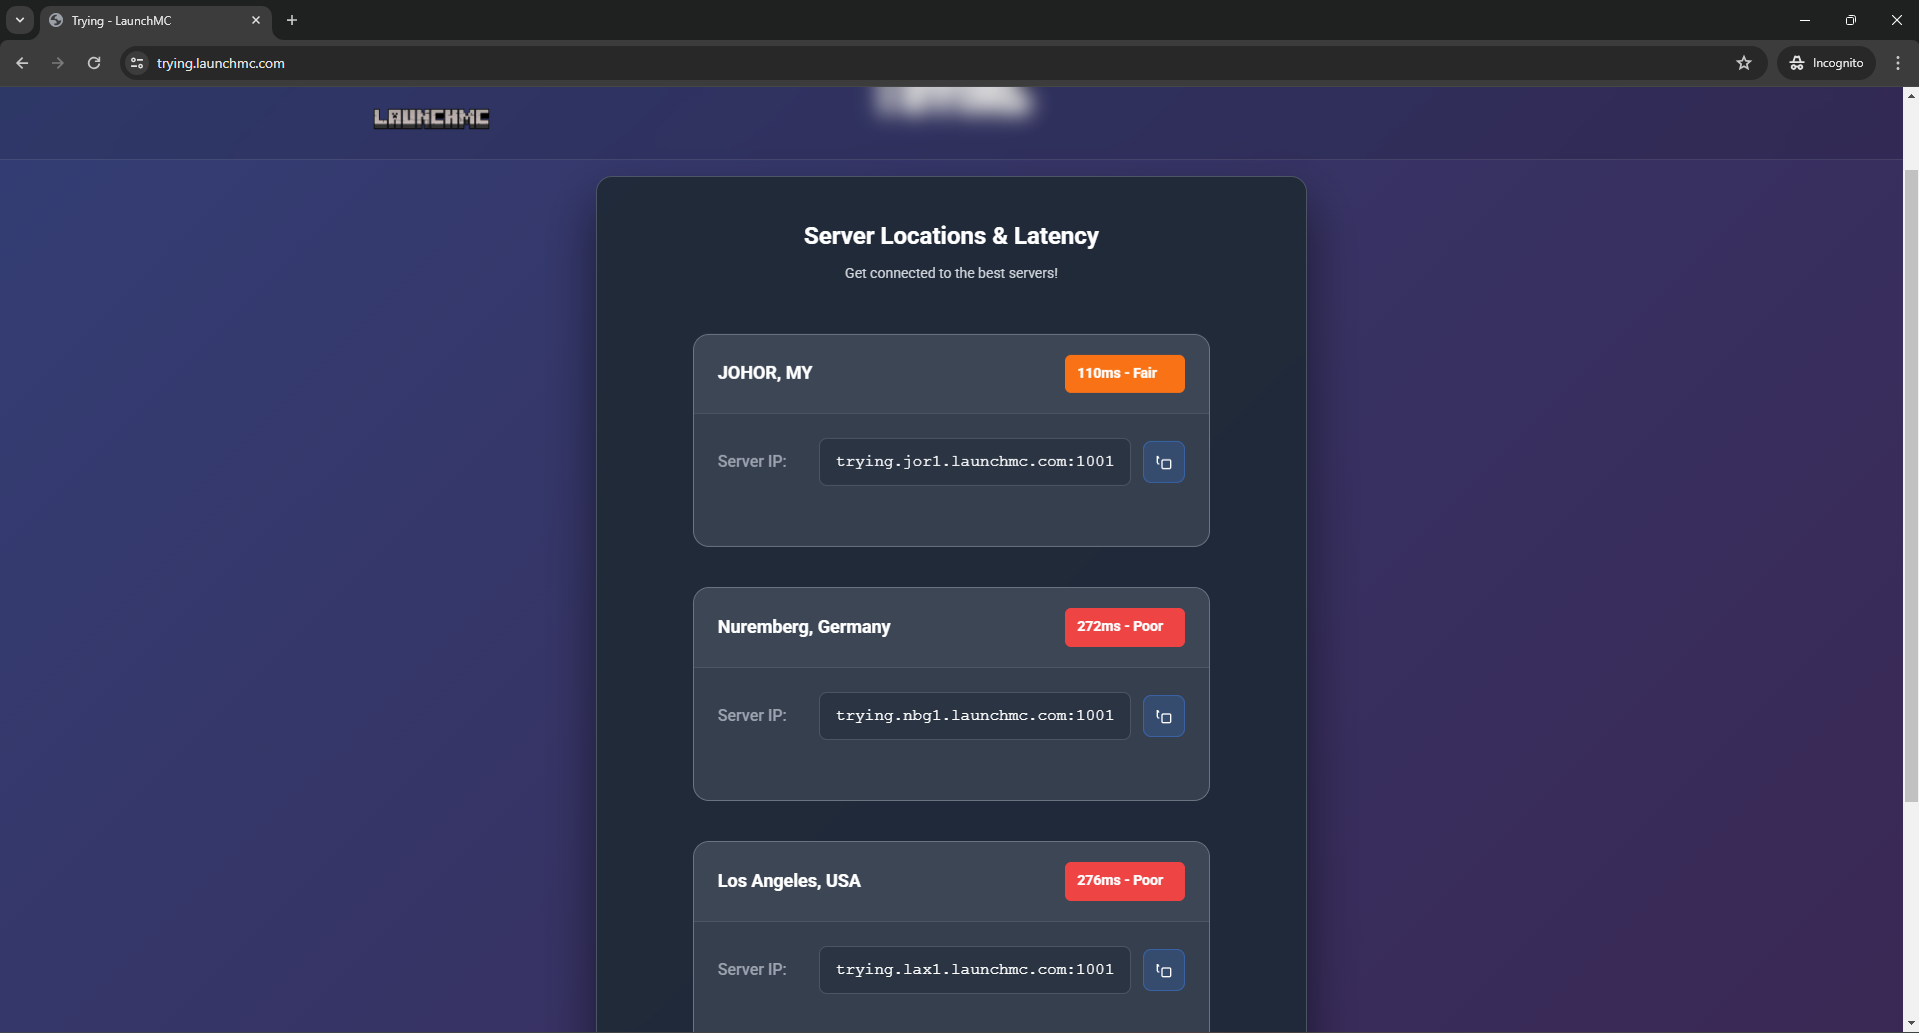 Trying - LaunchMC
trying.launchmc.com
Incognito
LAUNCHMC
Server Locations & Latency
Get connected to the best servers!
JOHOR, MY
110ms - Fair
Server IP:
trying.jor1.launchmc.com:1001
Nuremberg, Germany
272ms - Poor
Server IP:
trying.nbg1.launchmc.com:1001
Los Angeles, USA
276ms - Poor
Server IP:
trying.lax1.launchmc.com:1001